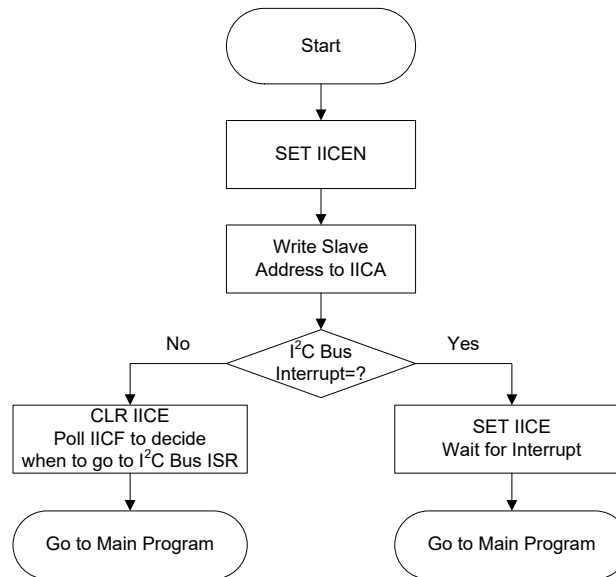 Start
SET IICEN
Write Slave
Address to IICA
No
I²C Bus
Interrupt=?
Yes
CLR IICE
Poll IICF to decide
when to go to I²C Bus ISR
SET IICE
Wait for Interrupt
Go to Main Program
Go to Main Program